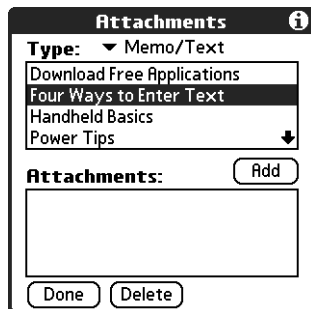 Attachments
Type: Memo/Text
Download Free Applications
Four Ways to Enter Text
Handheld Basics
Power Tips
Attachments:
Add
Done Delete